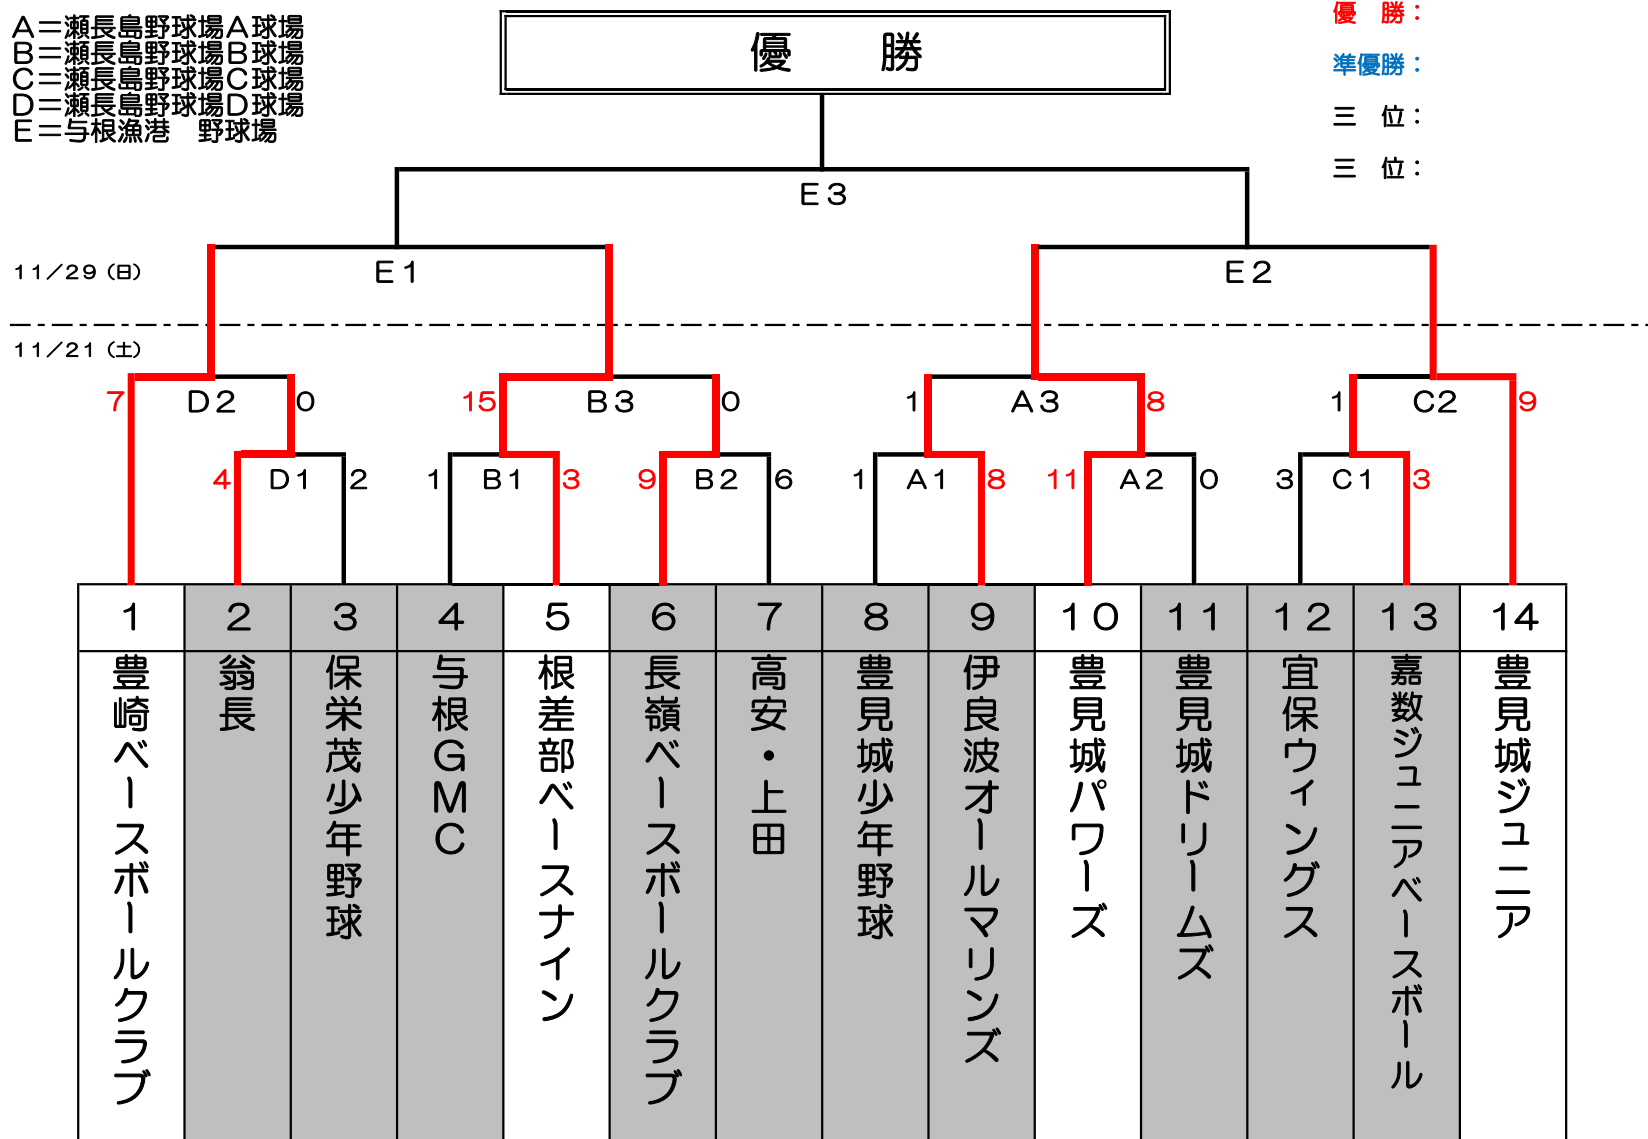 A＝瀬長島野球場A球場
B＝瀬長島野球場B球場
C＝瀬長島野球場C球場
D＝瀬長島野球場D球場
E＝与根漁港　野球場
優　勝
優　勝：
準優勝：
三　位：
三　位：
E3
11/29（日）
E1
E2
11/21（土）
7 D2 0
15 B3 0
1 A3 8
1 C2 9
4 D1 2
1 B1 3
9 B2 6
1 A1 8
11 A2 0
3 C1 3
1 豊崎ベースボールクラブ
2 翁長
3 保栄茂少年野球
4 与根GMC
5 根差部ベースナイン
6 長嶺ベースボールクラブ
7 高安・上田
8 豊見城少年野球
9 伊良波オールマリンズ
10 豊見城パワーズ
11 豊見城ドリームズ
12 宜保ウィングス
13 嘉数ジュニアベースボール
14 豊見城ジュニア